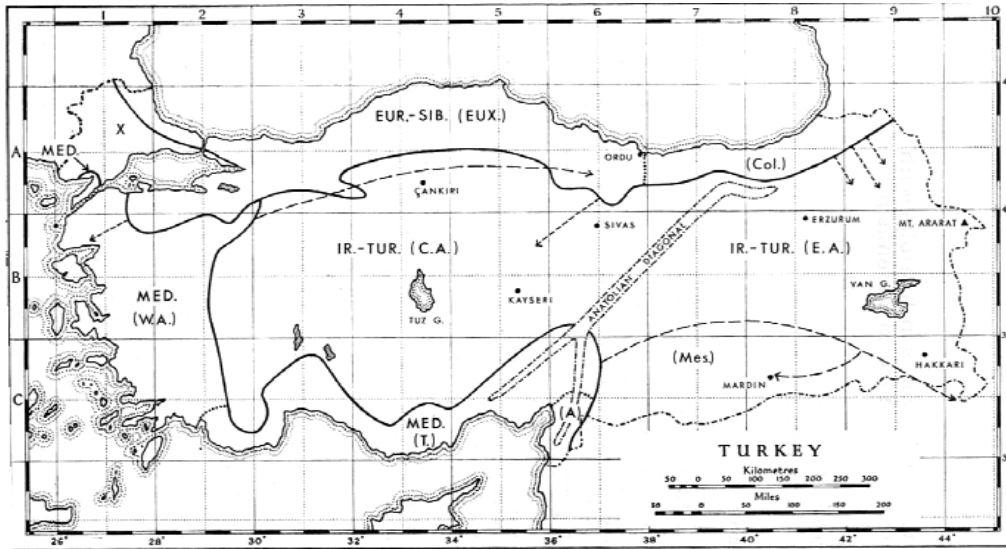 1 2 3 4 5 6 7 8 9 10
EUR.-SIB. (EUX.)
X
MED.
A
ORDU
(Col.)
ÇANKIRI
SIVAS
ERZURUM
MT. ARARAT
IR.-TUR. (C.A.)
IR.-TUR. (E.A.)
ANATOLIAN DIAGONAL
B
MED.
(W.A.)
KAYSERI
VAN G.
TUZ G.
(Mes.)
HAKKARI
MARDIN
C
(A)
MED.
(T.)
TURKEY
Kilometres
50 0 50 100 150 200 250 300
50 0 50 100 200
Miles
26° 28° 30° 32° 34° 36° 38° 40° 42° 44°